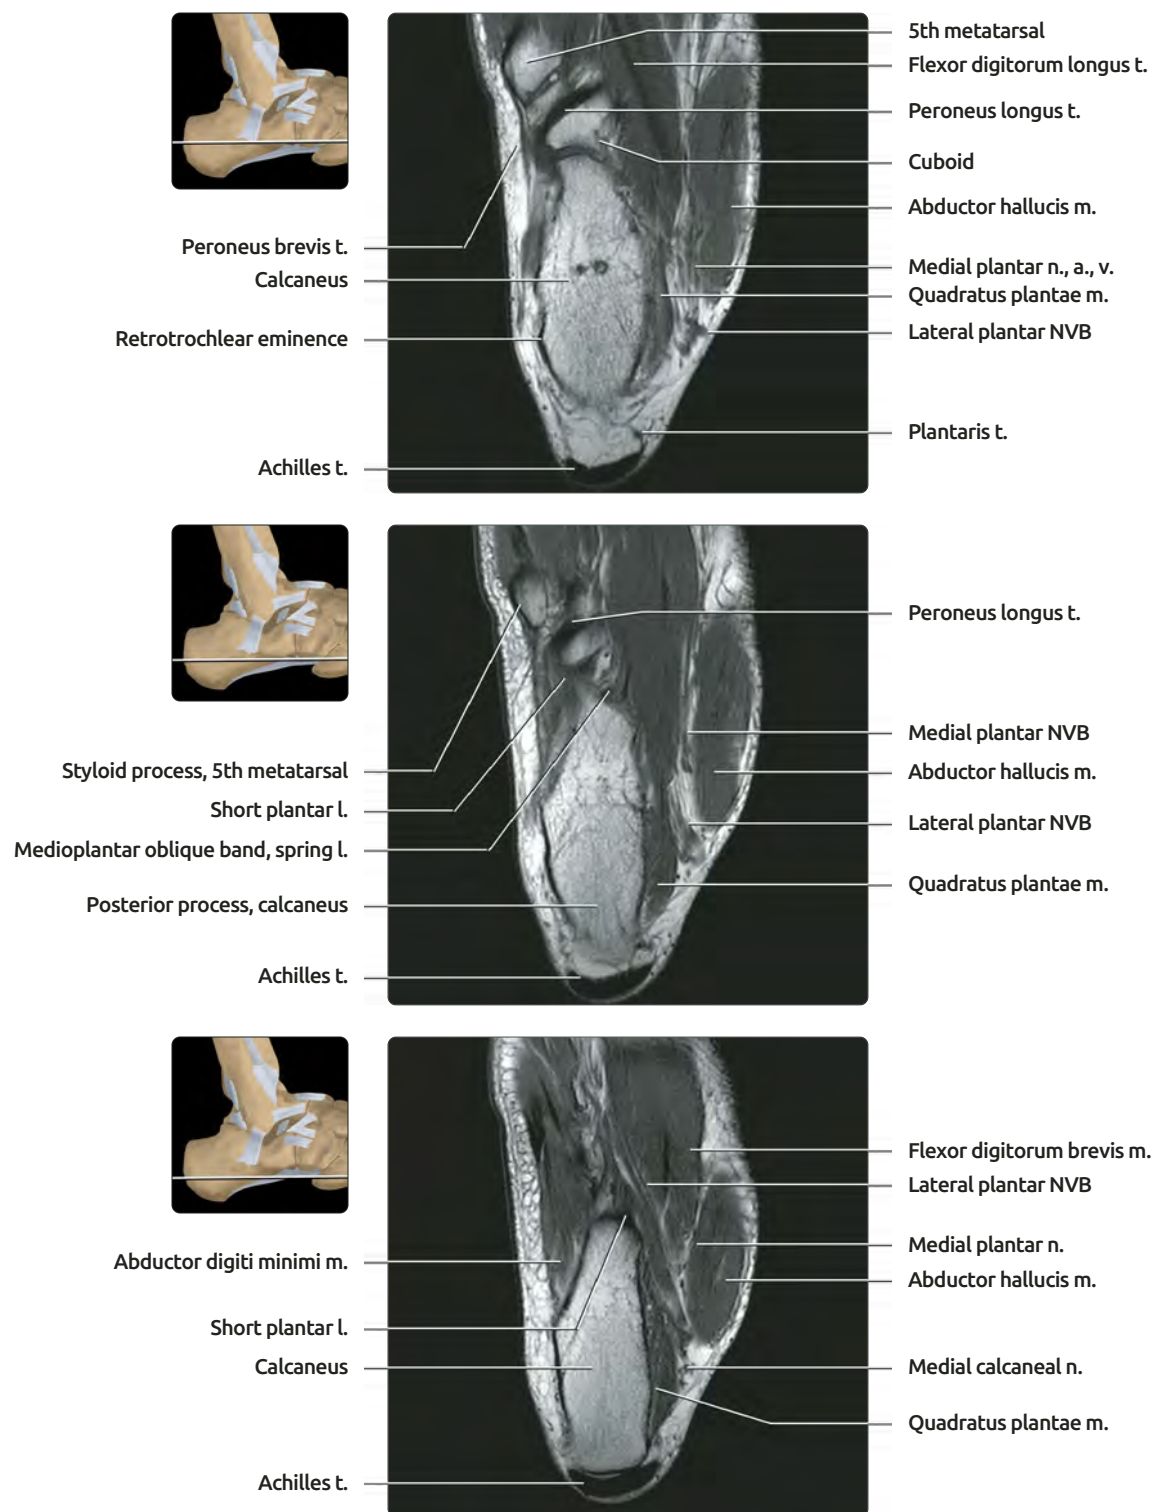 5th metatarsal
Flexor digitorum longus t.
Peroneus longus t.
Cuboid
Abductor hallucis m.
Peroneus brevis t.
Calcaneus
Medial plantar n., a., v.
Quadratus plantae m.
Retrotrochlear eminence
Lateral plantar NVB
Plantaris t.
Achilles t.
Peroneus longus t.
Medial plantar NVB
Styloid process, 5th metatarsal
Abductor hallucis m.
Short plantar l.
Lateral plantar NVB
Medioplantar oblique band, spring l.
Quadratus plantae m.
Posterior process, calcaneus
Achilles t.
Flexor digitorum brevis m.
Lateral plantar NVB
Medial plantar n.
Abductor digiti minimi m.
Abductor hallucis m.
Short plantar l.
Calcaneus
Medial calcaneal n.
Quadratus plantae m.
Achilles t.